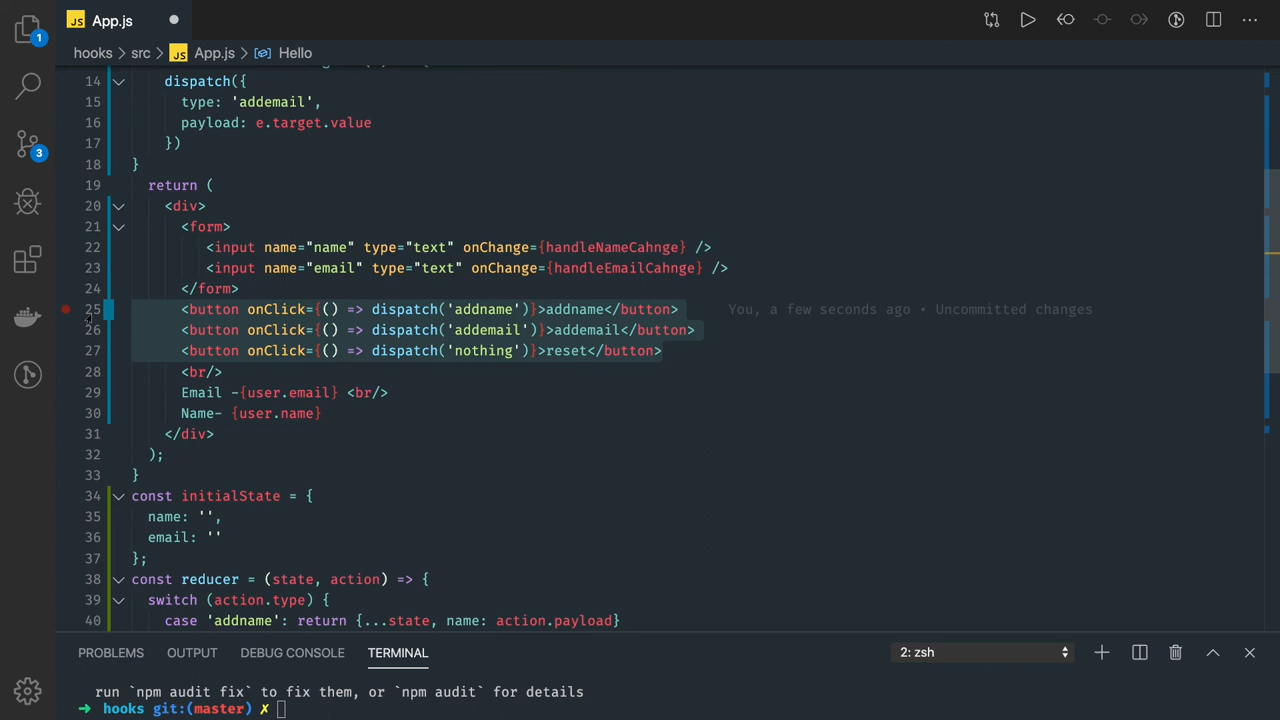 1
3
JS App.js
hooks > src > JS App.js > Hello
14 dispatch({
15 type: 'addemail',
16 payload: e.target.value
17 })
18 }
19 return (
20 <div>
21 <form>
22 <input name="name" type="text" onChange={handleNameCahnge} />
23 <input name="email" type="text" onChange={handleEmailCahnge} />
24 </form>
25 <button onClick={() => dispatch('addname')}>addname</button> You, a few seconds ago • Uncommitted changes
26 <button onClick={() => dispatch('addemail')}>addemail</button>
27 <button onClick={() => dispatch('nothing')}>reset</button>
28 <br/>
29 Email -{user.email} <br/>
30 Name- {user.name}
31 </div>
32 );
33 }
34 const initialState = {
35 name: '',
36 email: ''
37 };
38 const reducer = (state, action) => {
39 switch (action.type) {
40 case 'addname': return {...state, name: action.payload}
PROBLEMS OUTPUT DEBUG CONSOLE TERMINAL 2: zsh
run `npm audit fix` to fix them, or `npm audit` for details
➜ hooks git:(master) ✗